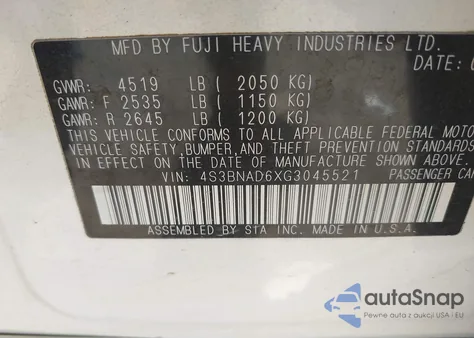 MFD BY FUJI HEAVY INDUSTRIES LTD.
DATE:
GVWR: 4519 LB ( 2050 KG)
GAWR: F 2535 LB ( 1150 KG)
GAWR: R 2645 LB ( 1200 KG)
THIS VEHICLE CONFORMS TO ALL APPLICABLE FEDERAL MOTO
VEHICLE SAFETY, BUMPER, AND THEFT PREVENTION STANDARDS
IN EFFECT ON THE DATE OF MANUFACTURE SHOWN ABOVE.
VIN: 4S3BNAD6XG3045521 PASSENGER CAR
ASSEMBLED BY SIA INC. MADE IN U.S.A.
autoSnap
Pewne auta z aukcji USA i EU